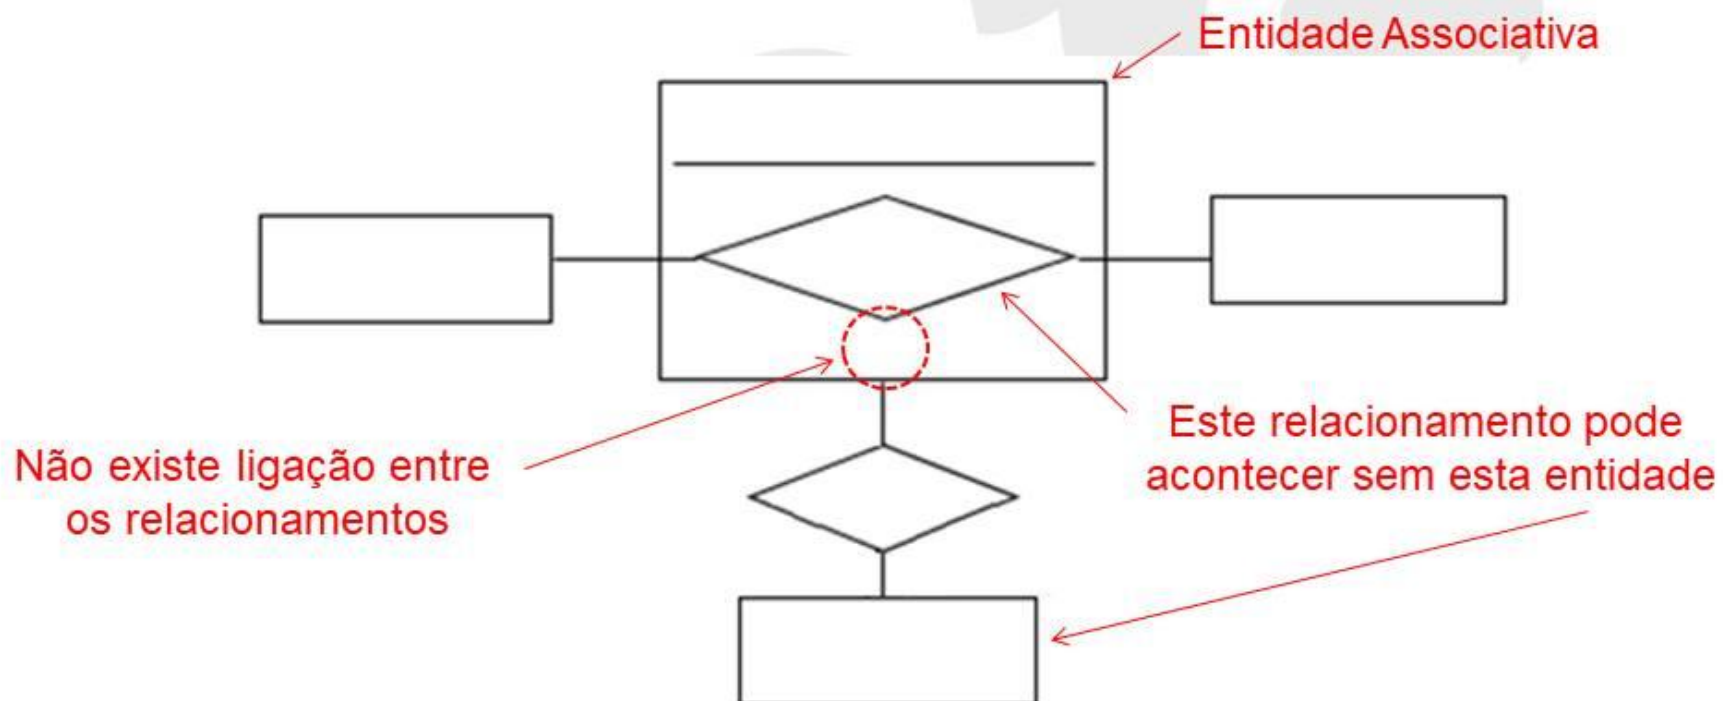 Entidade Associativa
Não existe ligação entre
os relacionamentos
Este relacionamento pode
acontecer sem esta entidade